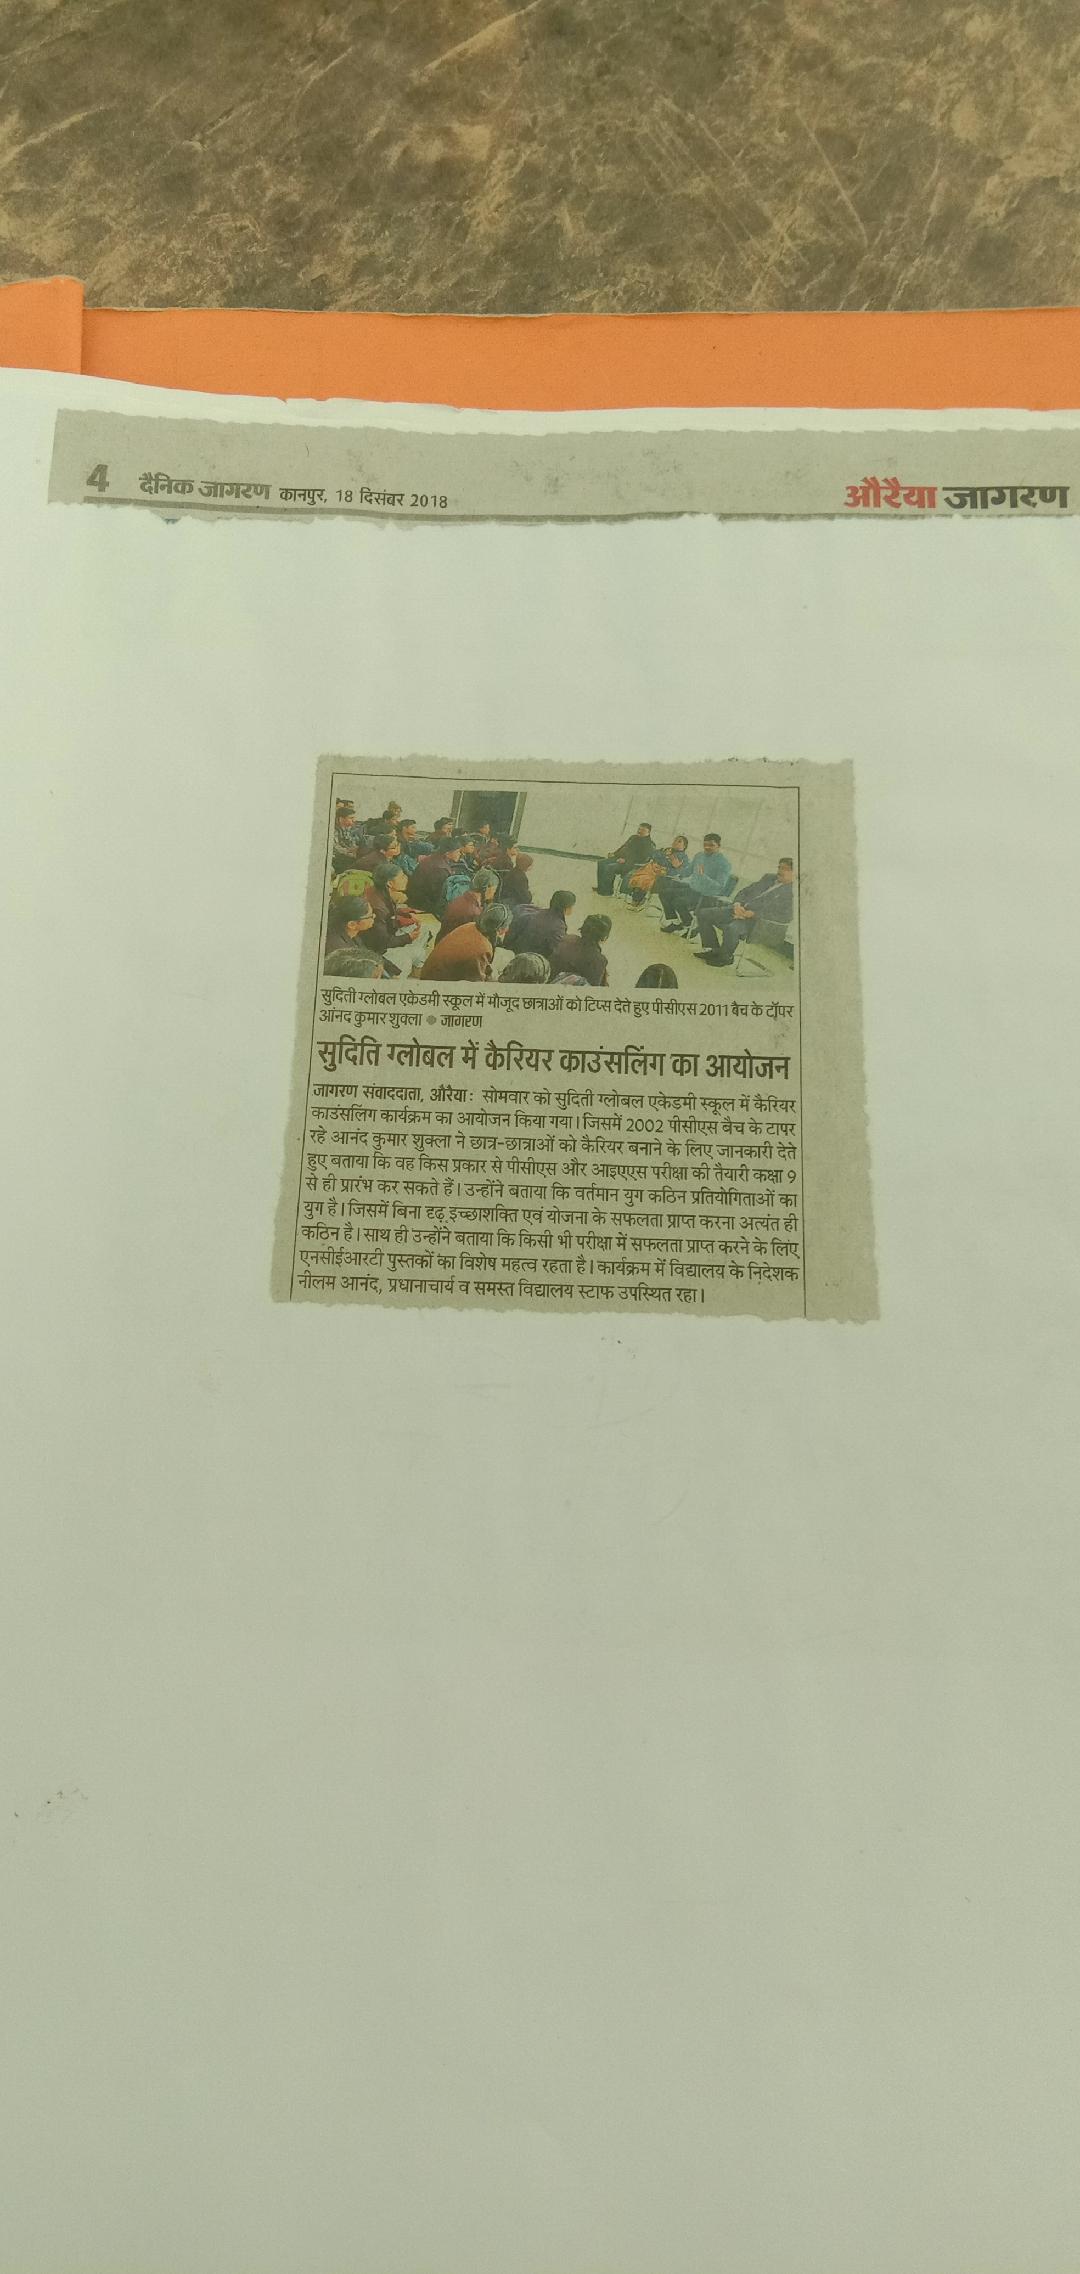 4 दैनिक जागरण कानपुर, 18 दिसंबर 2018 औरैया जागरण
सुदिती ग्लोबल एकेडमी स्कूल में मौजूद छात्राओं को टिप्स देते हुए पीसीएस 2011 बैच के टॉपर
आंनद कुमार शुक्ला ● जागरण
सुदिति ग्लोबल में कैरियर काउंसलिंग का आयोजन
जागरण संवाददाता, औरैया : सोमवार को सुदिती ग्लोबल एकेडमी स्कूल में कैरियर
काउंसलिंग कार्यक्रम का आयोजन किया गया। जिसमें 2002 पीसीएस बैच के टापर
रहे आनंद कुमार शुक्ला ने छात्र-छात्राओं को कैरियर बनाने के लिए जानकारी देते
हुए बताया कि वह किस प्रकार से पीसीएस और आइएएस परीक्षा की तैयारी कक्षा 9
से ही प्रारंभ कर सकते हैं। उन्होंने बताया कि वर्तमान युग कठिन प्रतियोगिताओं का
युग है। जिसमें बिना दृढ़ इच्छाशक्ति एवं योजना के सफलता प्राप्त करना अत्यंत ही
कठिन है। साथ ही उन्होंने बताया कि किसी भी परीक्षा में सफलता प्राप्त करने के लिए
एनसीईआरटी पुस्तकों का विशेष महत्व रहता है। कार्यक्रम में विद्यालय के निदेशक
नीलम आनंद, प्रधानाचार्य व समस्त विद्यालय स्टाफ उपस्थित रहा।